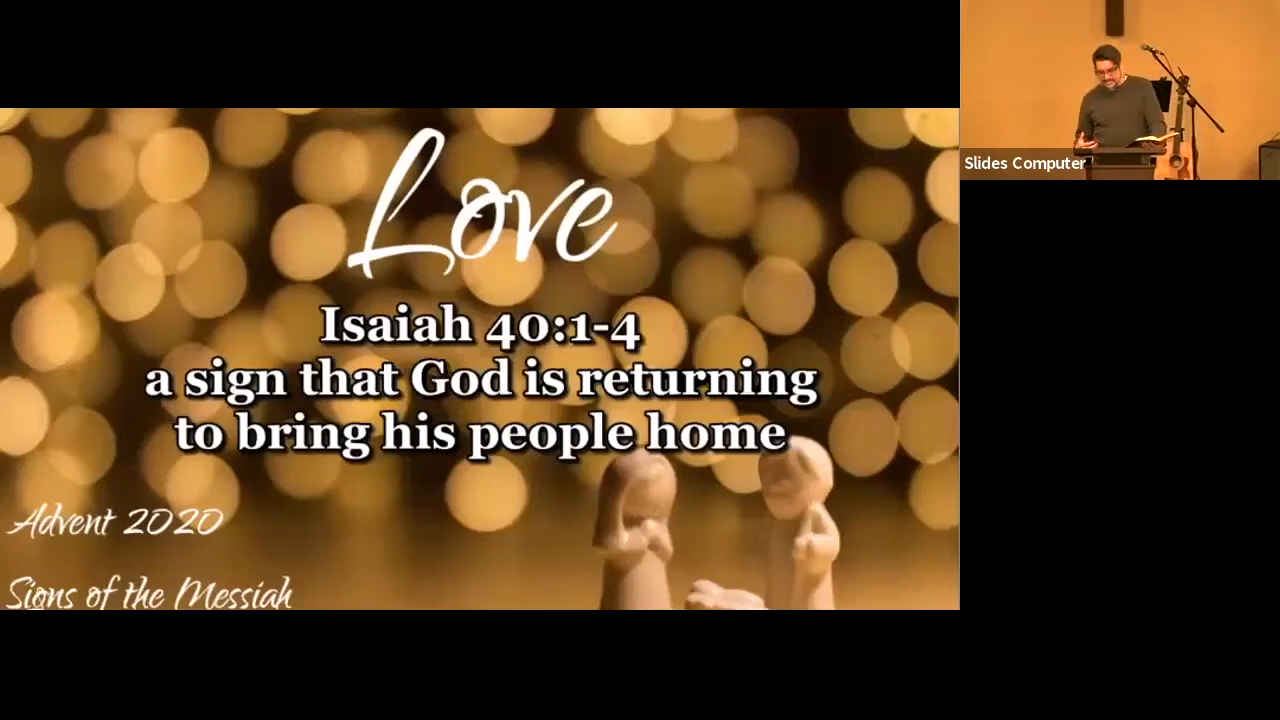 Love
Isaiah 40:1-4
a sign that God is returning
to bring his people home
Advent 2020
Signs of the Messiah
Slides Computer